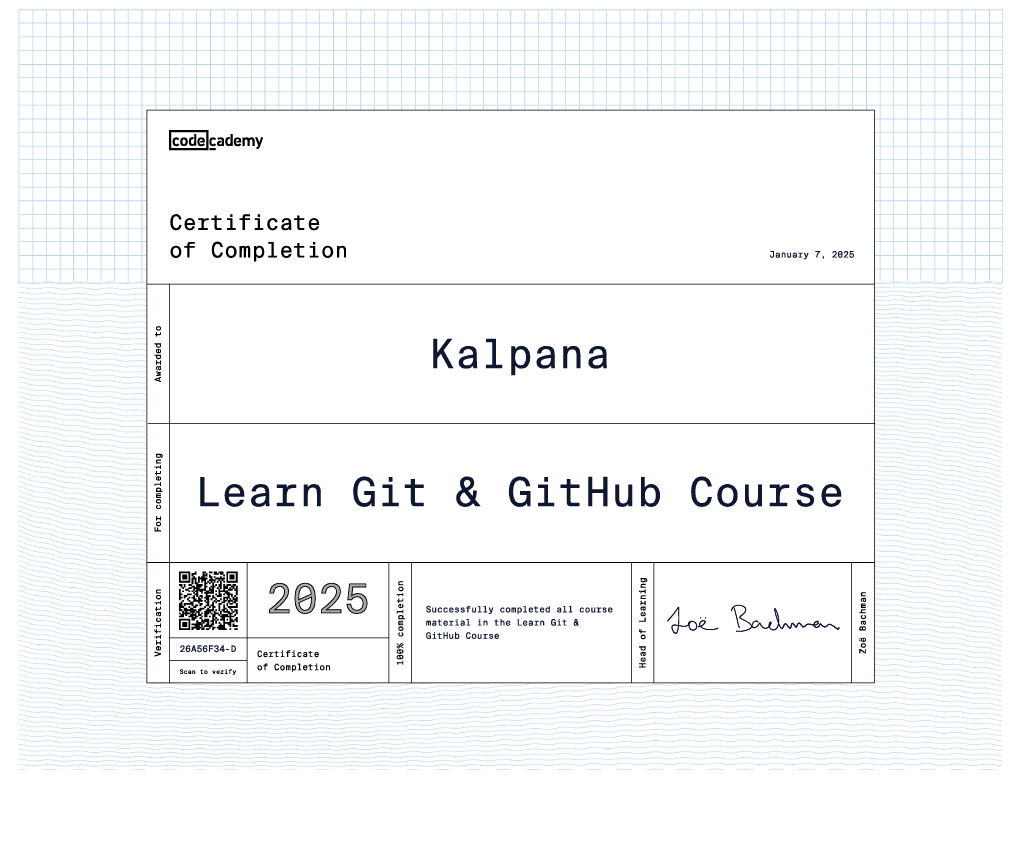 codecademy
Certificate
of Completion
January 7, 2025
Awarded to
Kalpana
For completing
Learn Git & GitHub Course
Verification
26A56F34-D
Scan to verify
2025
Certificate
of Completion
100% completion
Successfully completed all course
material in the Learn Git &
GitHub Course
Head of Learning
Zoë Bachman
Zoë Bachman